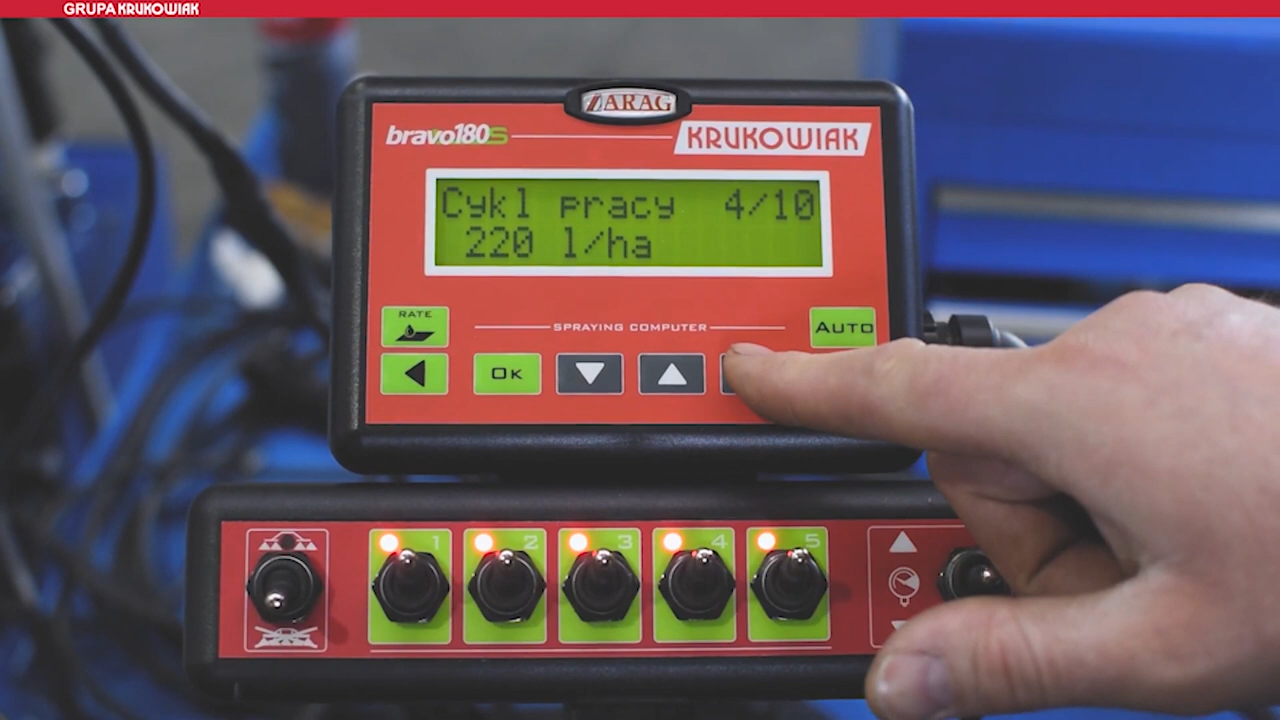 GRUPA KRUKOWIAK
ARAG
bravo180S
KRUKOWIAK
Cykl pracy 4/10
220 l/ha
RATE
SPRAYING COMPUTER
AUTO
OK
1 2 3 4 5